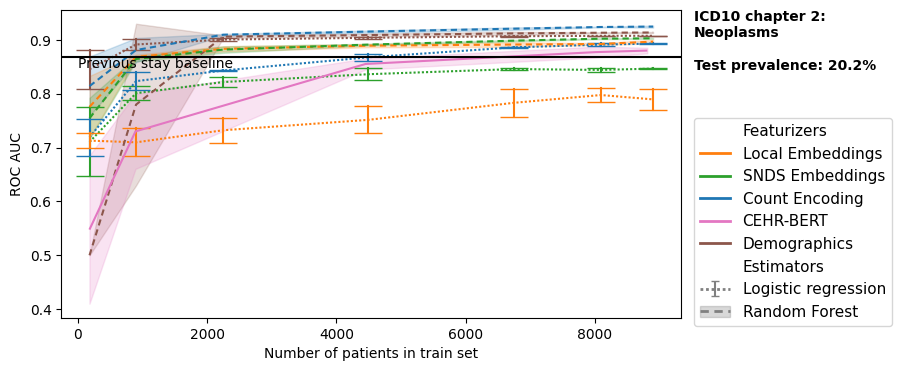 ICD10 chapter 2:
Neoplasms
Test prevalence: 20.2%
ROC AUC
0.9
0.8
0.7
0.6
0.5
0.4
Previous stay baseline
0
2000
4000
6000
8000
Number of patients in train set
Featurizers
Local Embeddings
SNDS Embeddings
Count Encoding
CEHR-BERT
Demographics
Estimators
Logistic regression
Random Forest